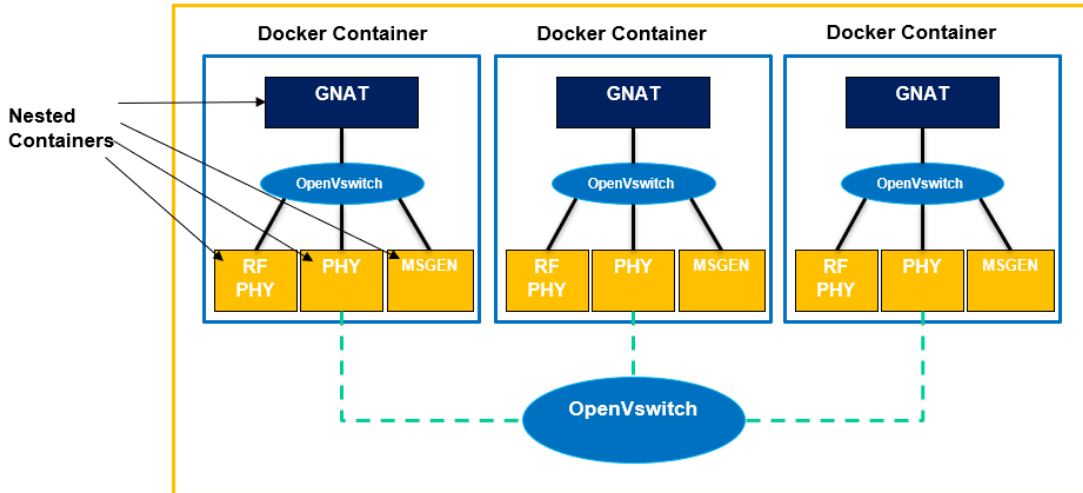 Docker Container
Docker Container
Docker Container
GNAT
GNAT
GNAT
Nested
Containers
OpenVswitch
OpenVswitch
OpenVswitch
RF
PHY
PHY
MSGEN
RF
PHY
PHY
MSGEN
RF
PHY
PHY
MSGEN
OpenVswitch